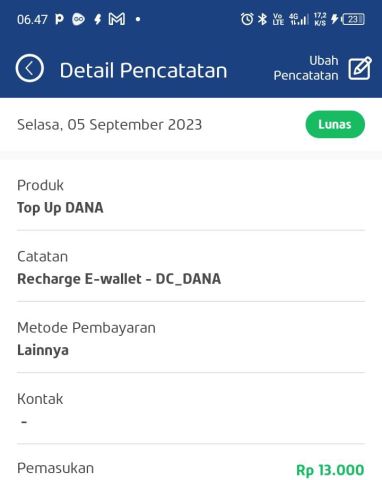 06.47
Vo LTE 4G 17,2 K/S 23
Detail Pencatatan
Ubah Pencatatan
Selasa, 05 September 2023
Lunas
Produk
Top Up DANA
Catatan
Recharge E-wallet - DC_DANA
Metode Pembayaran
Lainnya
Kontak
-
Pemasukan
Rp 13.000